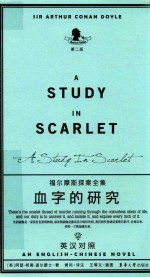 SIR ARTHUR CONAN DOYLE
第二版
A
STUDY
IN
SCARLET
A Study In Scarlet
福尔摩斯探案全集
血字的研究
There's the scarlet thread of murder running through the colourless skein of life,
and our duty is to unravel it, and isolate it, and expose every inch of it.
英汉对照
AN ENGLISH-CHINESE NOVEL